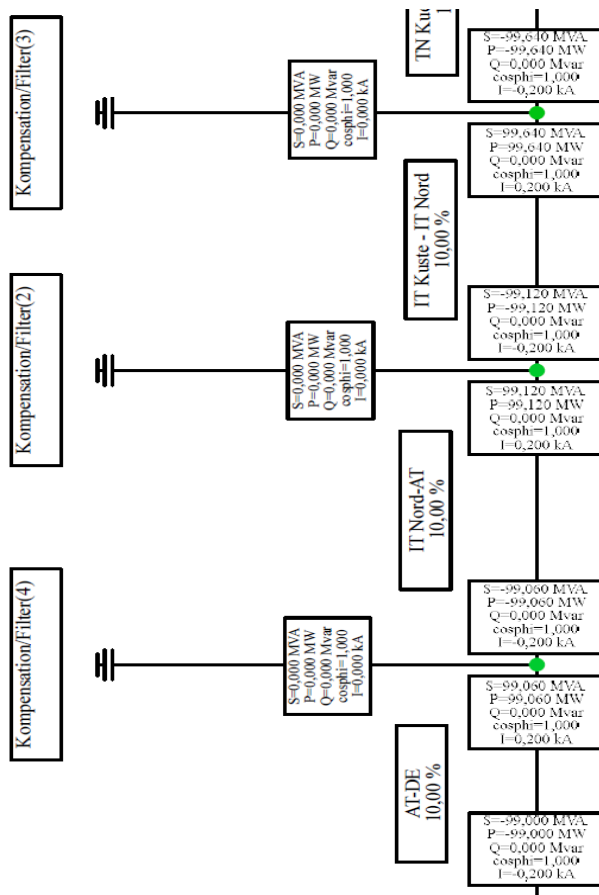 TN Kuc
S=-99,640 MVA
P=-99,640 MW
Q=0,000 Mvar
cosphi=1,000
I=-0,200 kA
Kompensation/Filter(3)
S=0,000 MVA
P=0,000 MW
Q=0,000 Mvar
cosphi=1,000
I=0,000 kA
S=99,640 MVA
P=99,640 MW
Q=0,000 Mvar
cosphi=1,000
I=0,200 kA
IT Kuste - IT Nord
10,00 %
S=-99,120 MVA
P=-99,120 MW
Q=0,000 Mvar
cosphi=1,000
I=-0,200 kA
Kompensation/Filter(2)
S=0,000 MVA
P=0,000 MW
Q=0,000 Mvar
cosphi=1,000
I=0,000 kA
S=99,120 MVA
P=99,120 MW
Q=0,000 Mvar
cosphi=1,000
I=0,200 kA
IT Nord-AT
10,00 %
S=-99,060 MVA
P=-99,060 MW
Q=0,000 Mvar
cosphi=1,000
I=-0,200 kA
Kompensation/Filter(4)
S=0,000 MVA
P=0,000 MW
Q=0,000 Mvar
cosphi=1,000
I=0,000 kA
S=99,060 MVA
P=99,060 MW
Q=0,000 Mvar
cosphi=1,000
I=0,200 kA
AT-DE
10,00 %
S=-99,000 MVA
P=-99,000 MW
Q=0,000 Mvar
cosphi=1,000
I=-0,200 kA